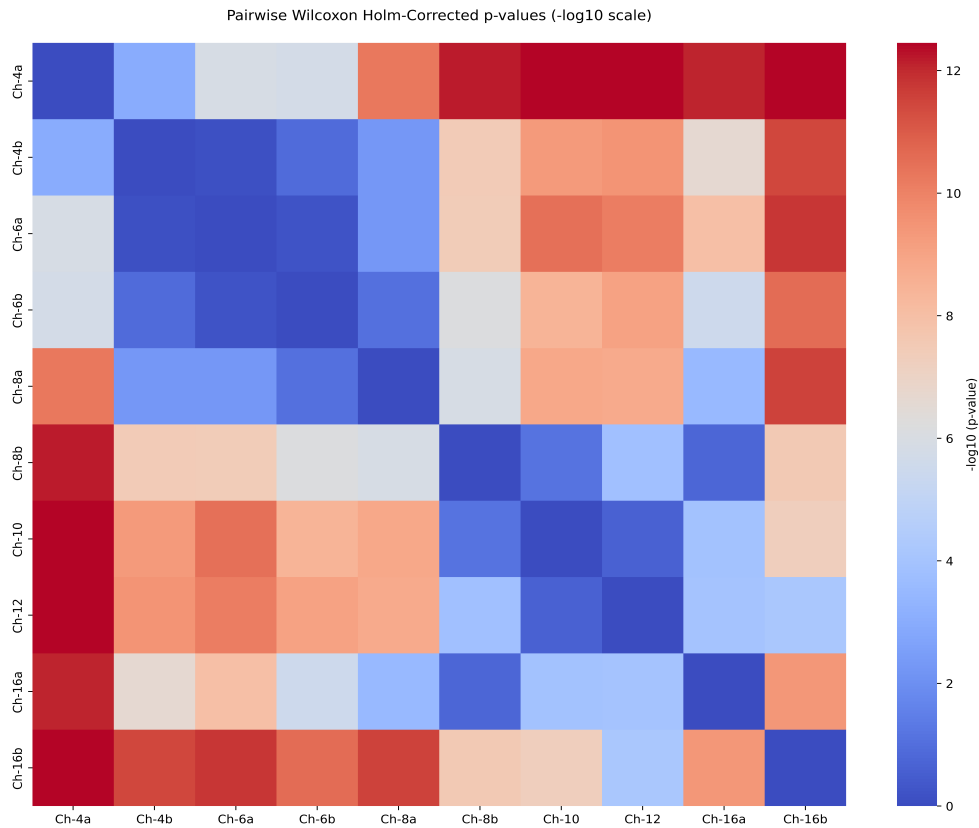 Pairwise Wilcoxon Holm-Corrected p-values (-log10 scale)
Ch-4a
Ch-4b
Ch-6a
Ch-6b
Ch-8a
Ch-8b
Ch-10
Ch-12
Ch-16a
Ch-16b
Ch-4a Ch-4b Ch-6a Ch-6b Ch-8a Ch-8b Ch-10 Ch-12 Ch-16a Ch-16b
12
10
8
6
4
2
0
-log10 (p-value)